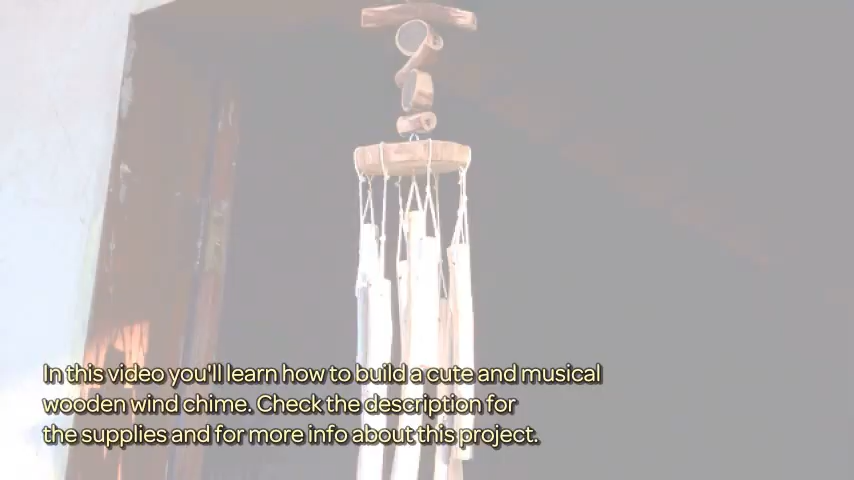 In this video you'll learn how to build a cute and musical
wooden wind chime. Check the description for
the supplies and for more info about this project.